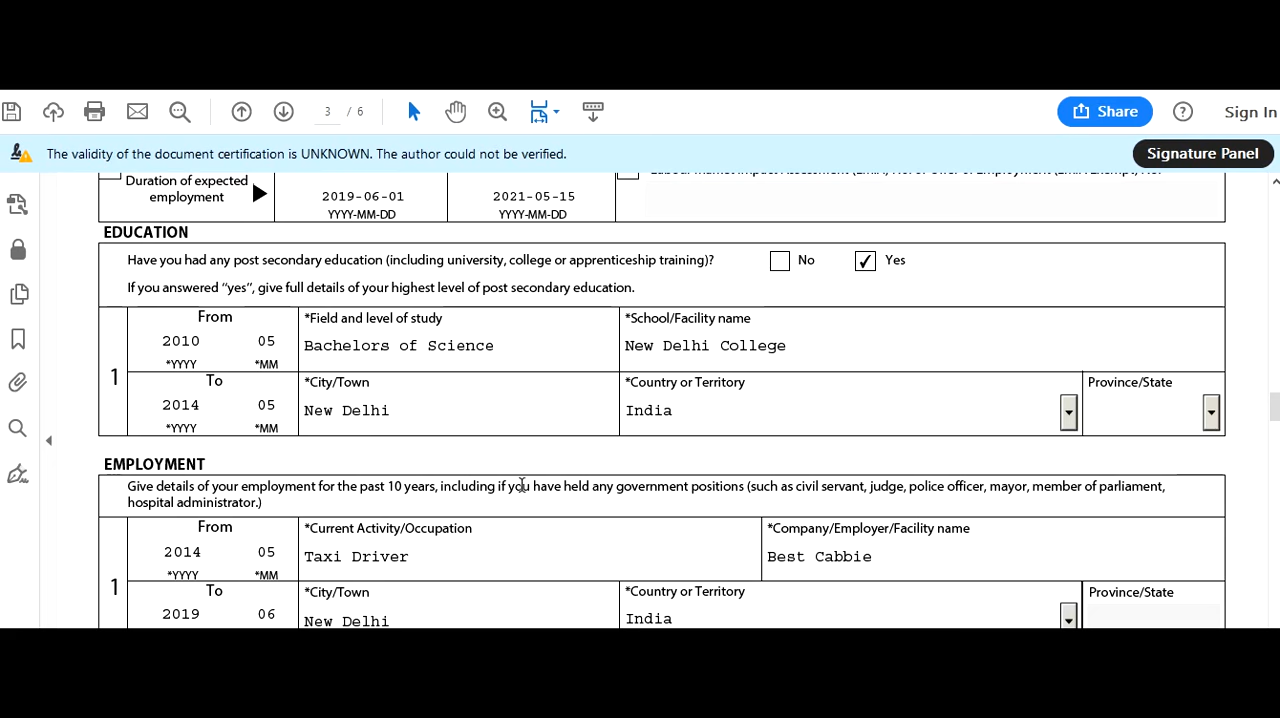 3 / 6
Share
Sign In
The validity of the document certification is UNKNOWN. The author could not be verified.
Signature Panel
Duration of expected
employment
2019-06-01
YYYY-MM-DD
2021-05-15
YYYY-MM-DD
EDUCATION
Have you had any post secondary education (including university, college or apprenticeship training)?
No
Yes
If you answered "yes", give full details of your highest level of post secondary education.
1
From
2010 05
*YYYY *MM
*Field and level of study
Bachelors of Science
*School/Facility name
New Delhi College
To
2014 05
*YYYY *MM
*City/Town
New Delhi
*Country or Territory
India
Province/State
EMPLOYMENT
Give details of your employment for the past 10 years, including if you have held any government positions (such as civil servant, judge, police officer, mayor, member of parliament,
hospital administrator.)
1
From
2014 05
*YYYY *MM
*Current Activity/Occupation
Taxi Driver
*Company/Employer/Facility name
Best Cabbie
To
2019 06
*City/Town
New Delhi
*Country or Territory
India
Province/State